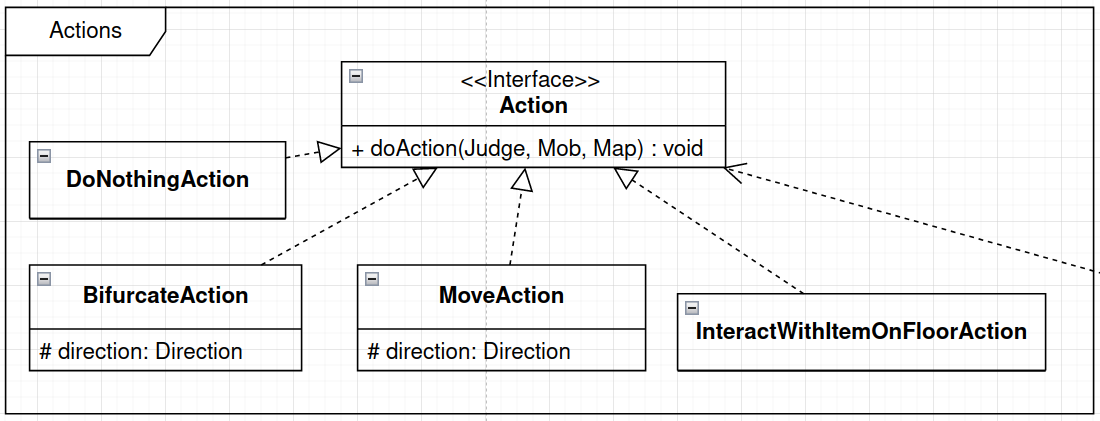 Actions
<<Interface>>
Action
+ doAction(Judge, Mob, Map) : void
DoNothingAction
BifurcateAction
# direction: Direction
MoveAction
# direction: Direction
InteractWithItemOnFloorAction